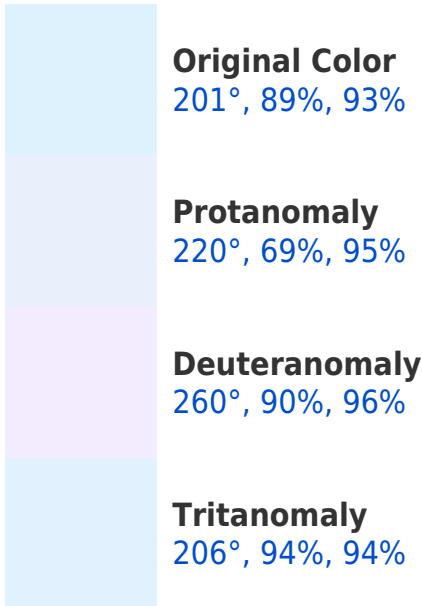 Original Color
201°, 89%, 93%
Protanomaly
220°, 69%, 95%
Deuteranomaly
260°, 90%, 96%
Tritanomaly
206°, 94%, 94%